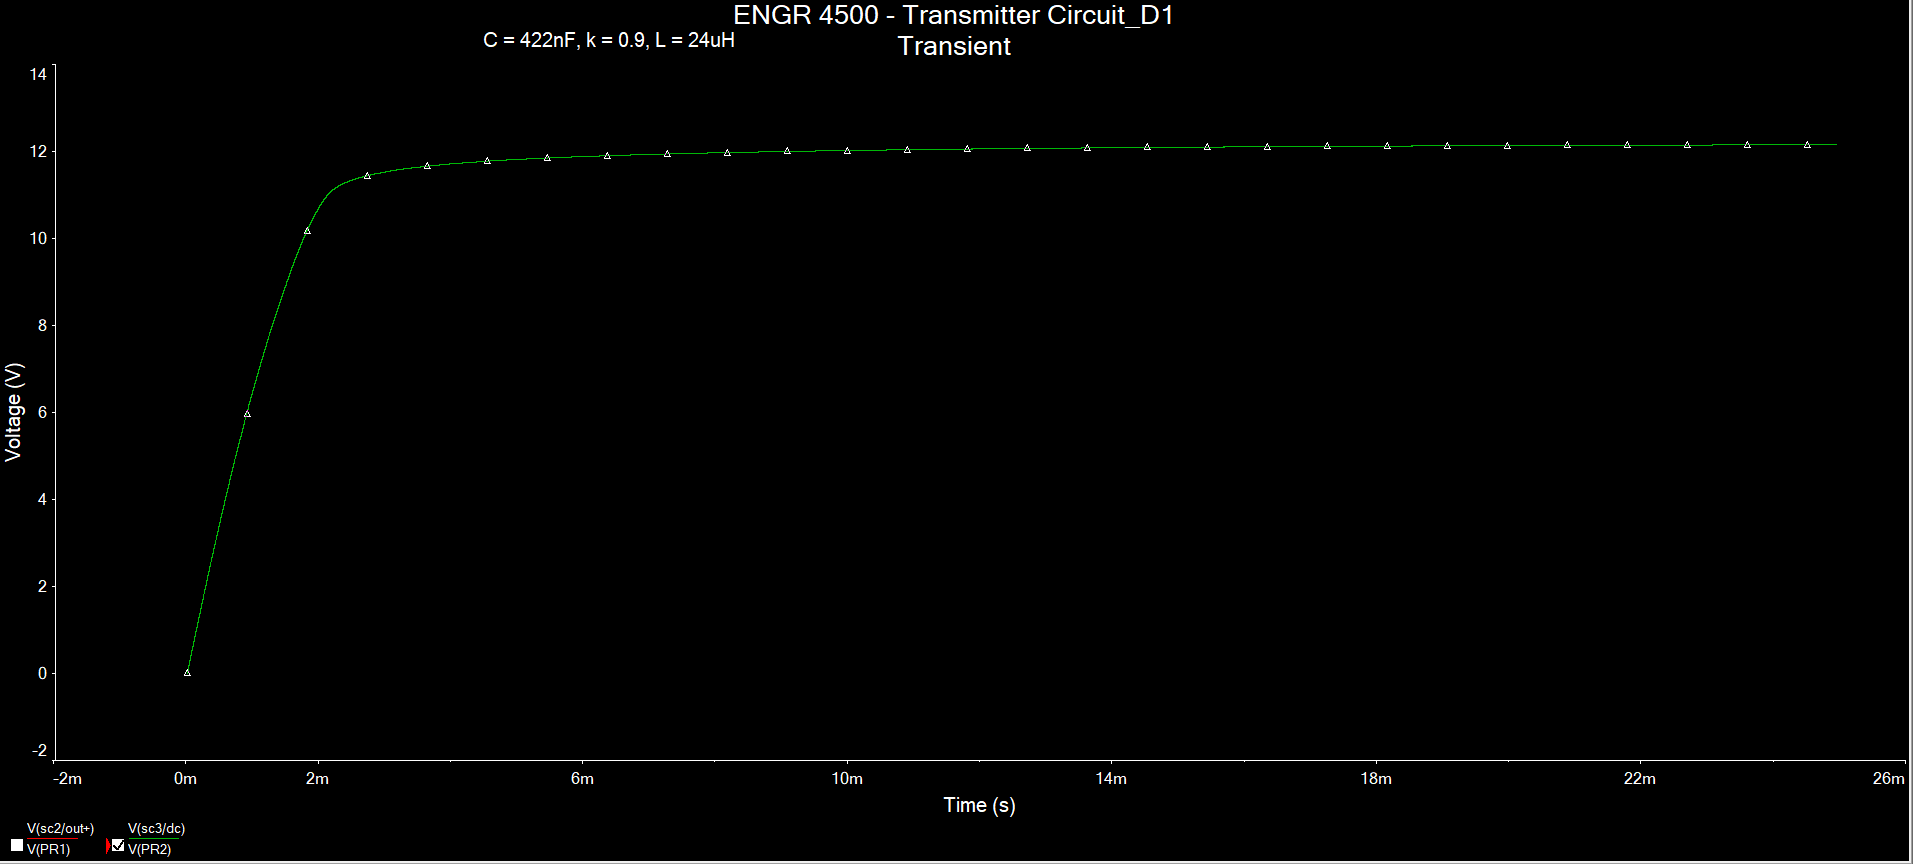 ENGR 4500 - Transmitter Circuit_D1
C = 422nF, k = 0.9, L = 24uH
Transient
14
12
10
8
6
4
2
0
-2
Voltage (V)
-2m 0m 2m 6m 10m 14m 18m 22m 26m
Time (s)
V(sc2/out+) V(sc3/dc)
V(PR1) V(PR2)